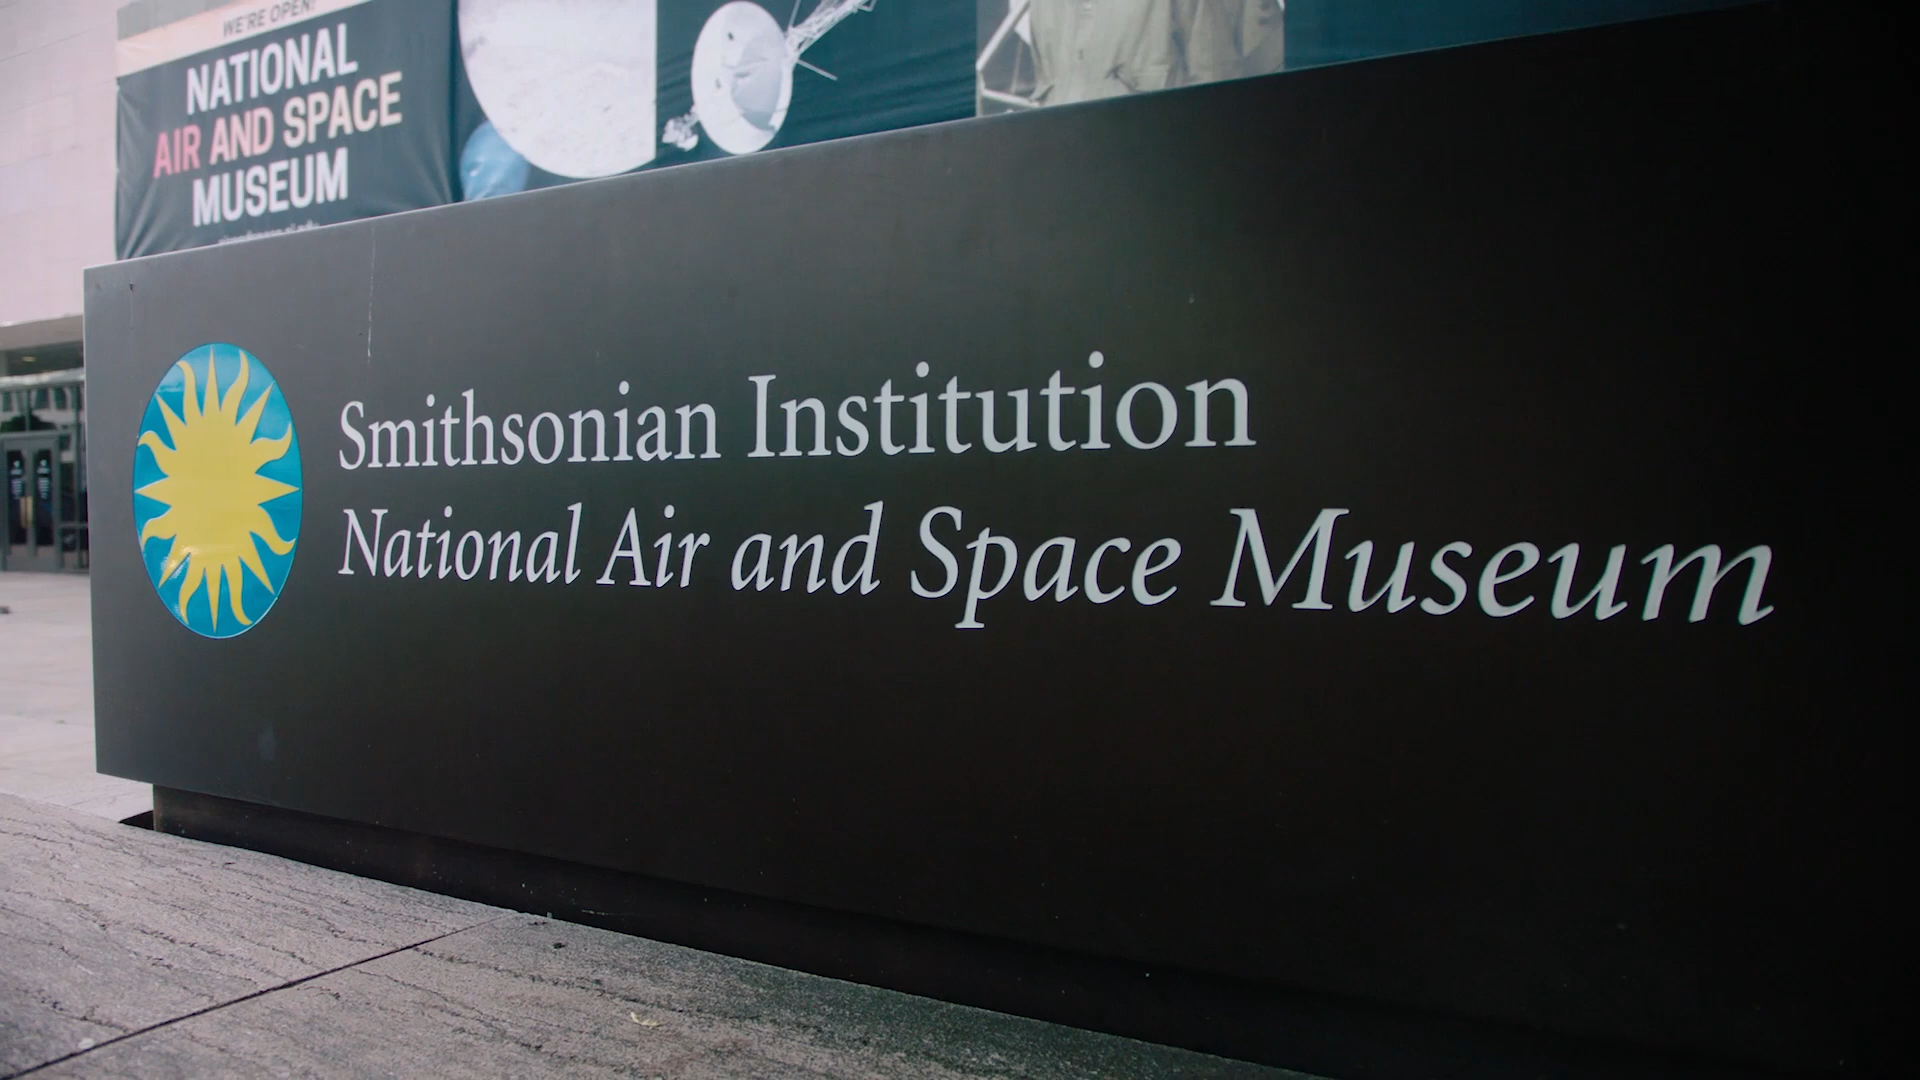 WE'RE OPEN!
NATIONAL
AIR AND SPACE
MUSEUM
Smithsonian Institution
National Air and Space Museum